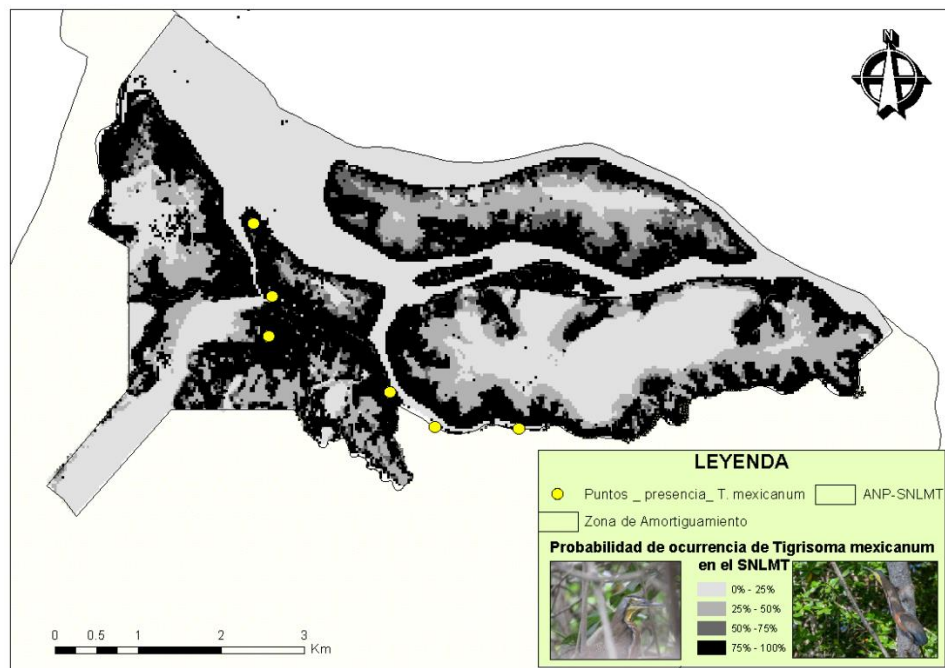 N
LEYENDA
Puntos _ presencia_ T. mexicanum
ANP-SNLMT
Zona de Amortiguamiento
Probabilidad de ocurrencia de Tigrisoma mexicanum
en el SNLMT
0% - 25%
25% - 50%
50% -75%
75% - 100%
0 0.5 1 2 3
Km